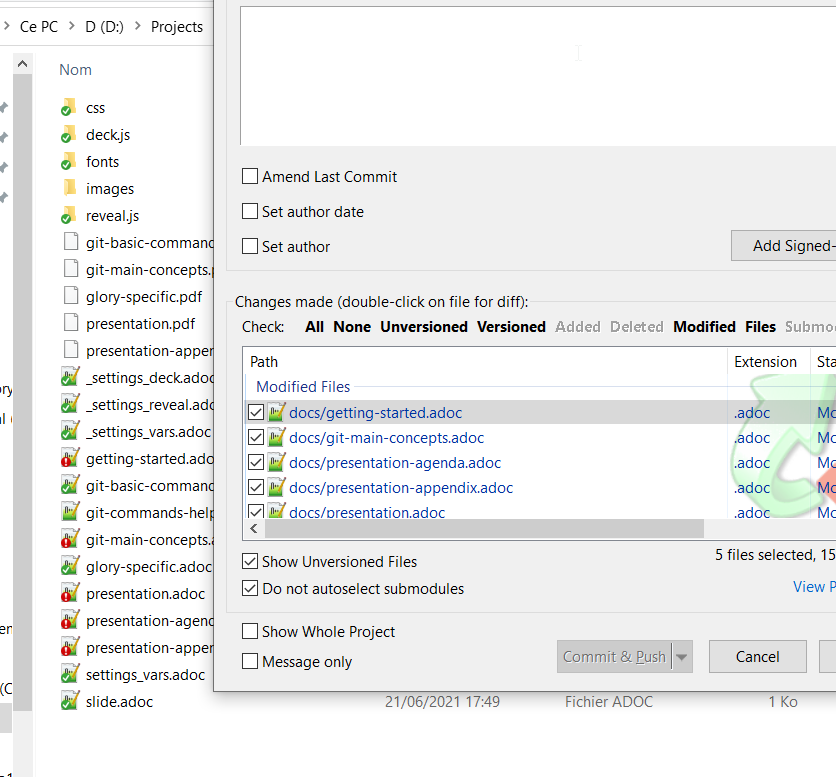 Ce PC > D (D:) > Projects
Nom
css
deck.js
fonts
images
reveal.js
git-basic-command
git-main-concepts.p
glory-specific.pdf
presentation.pdf
presentation-appen
_settings_deck.adoc
_settings_reveal.ado
_settings_vars.adoc
getting-started.ado
git-basic-command
git-commands-help
git-main-concepts.a
glory-specific.adoc
presentation.adoc
presentation-agend
presentation-apper
settings_vars.adoc
slide.adoc 21/06/2021 17:49 Fichier ADOC 1 Ko
Amend Last Commit
Set author date
Set author
Add Signed-
Changes made (double-click on file for diff):
Check: All None Unversioned Versioned Added Deleted Modified Files Submo
Path Extension Sta
Modified Files
docs/getting-started.adoc .adoc Mo
docs/git-main-concepts.adoc .adoc Mo
docs/presentation-agenda.adoc .adoc Mo
docs/presentation-appendix.adoc .adoc Mo
docs/presentation.adoc .adoc Mo
Show Unversioned Files
5 files selected, 15
Do not autoselect submodules
View P
Show Whole Project
Message only
Commit & Push
Cancel